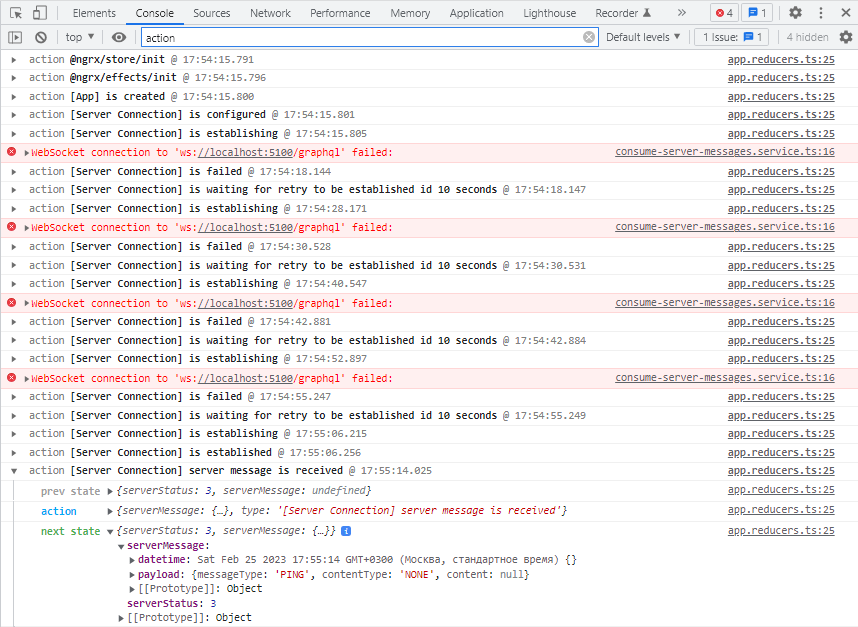 Elements Console Sources Network Performance Memory Application Lighthouse Recorder 4 1
top action Default levels 1 Issue: 1 4 hidden
action @ngrx/store/init @ 17:54:15.791 app.reducers.ts:25
action @ngrx/effects/init @ 17:54:15.796 app.reducers.ts:25
action [App] is created @ 17:54:15.800 app.reducers.ts:25
action [Server Connection] is configured @ 17:54:15.801 app.reducers.ts:25
action [Server Connection] is establishing @ 17:54:15.805 app.reducers.ts:25
WebSocket connection to 'ws://localhost:5100/graphql' failed: consume-server-messages.service.ts:16
action [Server Connection] is failed @ 17:54:18.144 app.reducers.ts:25
action [Server Connection] is waiting for retry to be established id 10 seconds @ 17:54:18.147 app.reducers.ts:25
action [Server Connection] is establishing @ 17:54:28.171 app.reducers.ts:25
WebSocket connection to 'ws://localhost:5100/graphql' failed: consume-server-messages.service.ts:16
action [Server Connection] is failed @ 17:54:30.528 app.reducers.ts:25
action [Server Connection] is waiting for retry to be established id 10 seconds @ 17:54:30.531 app.reducers.ts:25
action [Server Connection] is establishing @ 17:54:40.547 app.reducers.ts:25
WebSocket connection to 'ws://localhost:5100/graphql' failed: consume-server-messages.service.ts:16
action [Server Connection] is failed @ 17:54:42.881 app.reducers.ts:25
action [Server Connection] is waiting for retry to be established id 10 seconds @ 17:54:42.884 app.reducers.ts:25
action [Server Connection] is establishing @ 17:54:52.897 app.reducers.ts:25
WebSocket connection to 'ws://localhost:5100/graphql' failed: consume-server-messages.service.ts:16
action [Server Connection] is failed @ 17:54:55.247 app.reducers.ts:25
action [Server Connection] is waiting for retry to be established id 10 seconds @ 17:54:55.249 app.reducers.ts:25
action [Server Connection] is establishing @ 17:55:06.215 app.reducers.ts:25
action [Server Connection] is established @ 17:55:06.256 app.reducers.ts:25
action [Server Connection] server message is received @ 17:55:14.025 app.reducers.ts:25
prev state {serverStatus: 3, serverMessage: undefined} app.reducers.ts:25
action {serverMessage: {…}, type: '[Server Connection] server message is received'} app.reducers.ts:25
next state {serverStatus: 3, serverMessage: {…}} i app.reducers.ts:25
serverMessage:
datetime: Sat Feb 25 2023 17:55:14 GMT+0300 (Москва, стандартное время) {}
payload: {messageType: 'PING', contentType: 'NONE', content: null}
[[Prototype]]: Object
serverStatus: 3
[[Prototype]]: Object